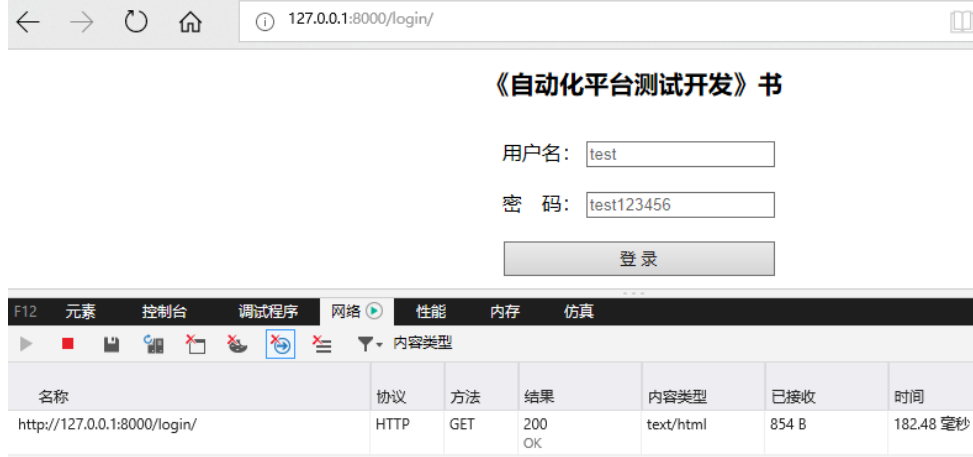 127.0.0.1:8000/login/
《自动化平台测试开发》书
用户名： test
密 码： test123456
登 录
F12 元素 控制台 调试程序 网络 性能 内存 仿真
内容类型
名称 协议 方法 结果 内容类型 已接收 时间
http://127.0.0.1:8000/login/ HTTP GET 200 text/html 854 B 182.48 毫秒
OK